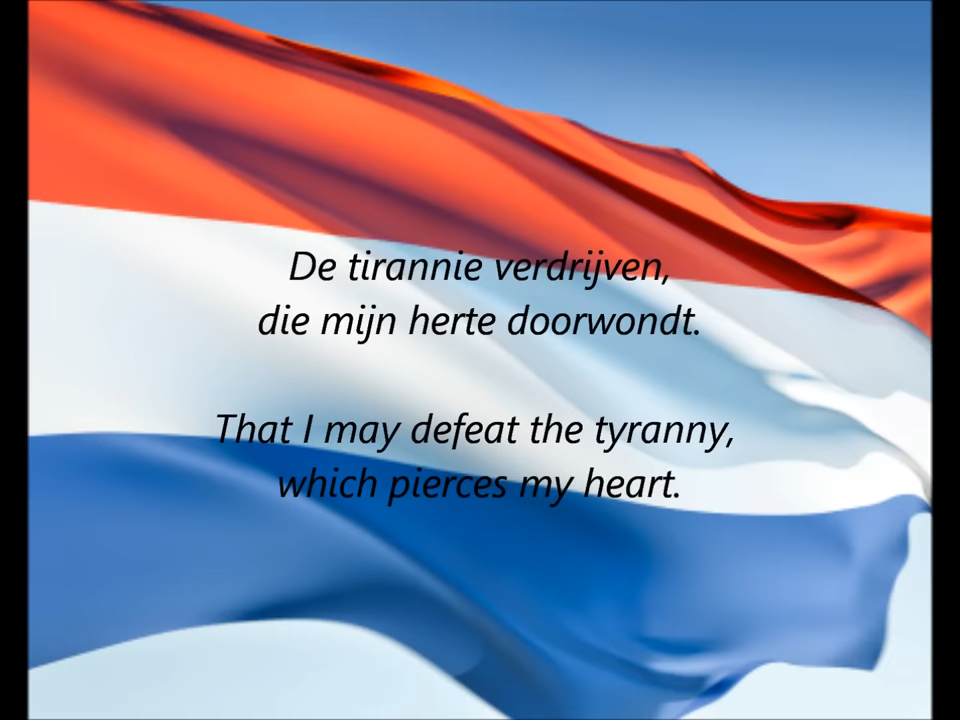 De tirannie verdrijven,
die mijn herte doorwondt.
That I may defeat the tyranny,
which pierces my heart.